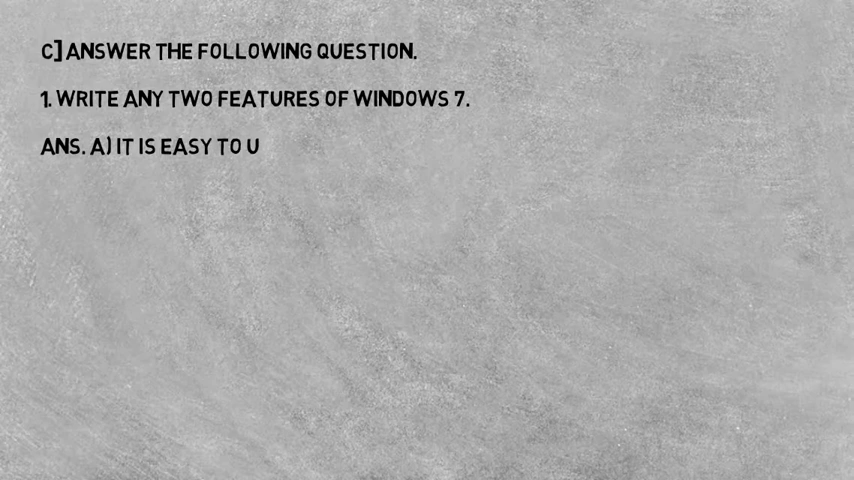 C] ANSWER THE FOLLOWING QUESTION.
1. WRITE ANY TWO FEATURES OF WINDOWS 7.
ANS. A) IT IS EASY TO U